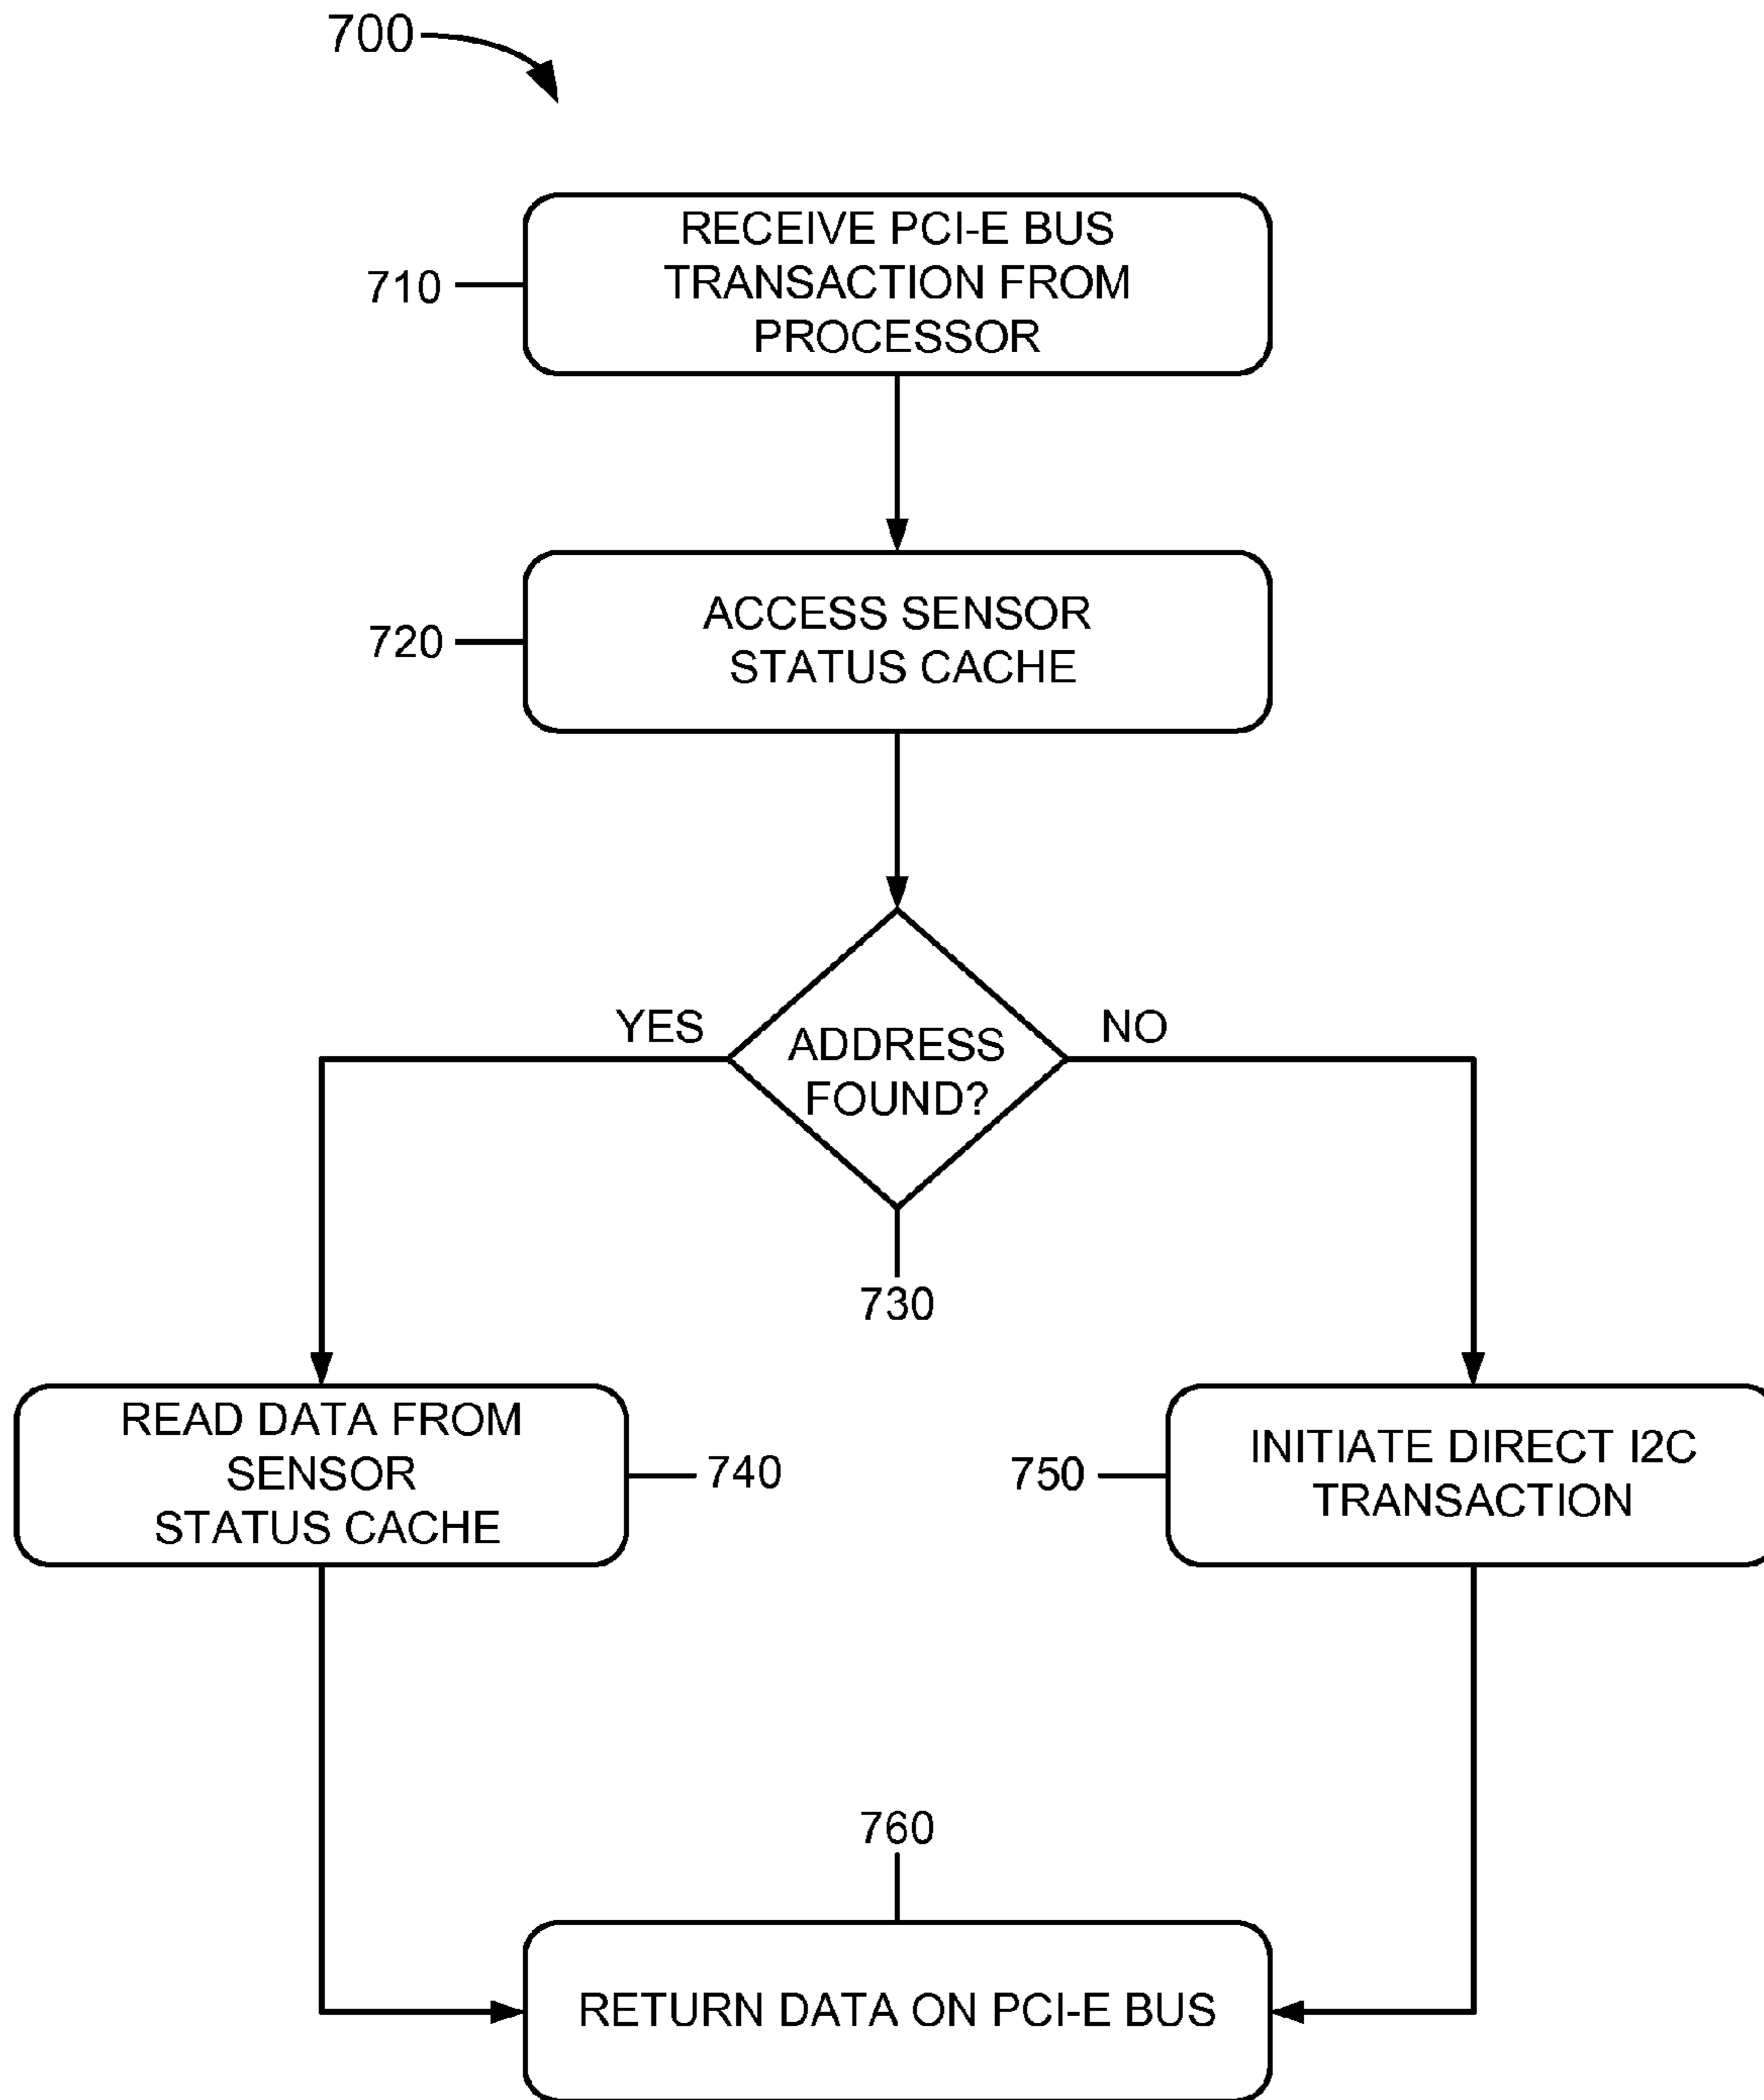 700
RECEIVE PCI-E BUS
TRANSACTION FROM
PROCESSOR
710
ACCESS SENSOR
STATUS CACHE
720
YES
NO
ADDRESS
FOUND?
730
READ DATA FROM
SENSOR
STATUS CACHE
740
750
INITIATE DIRECT I2C
TRANSACTION
760
RETURN DATA ON PCI-E BUS